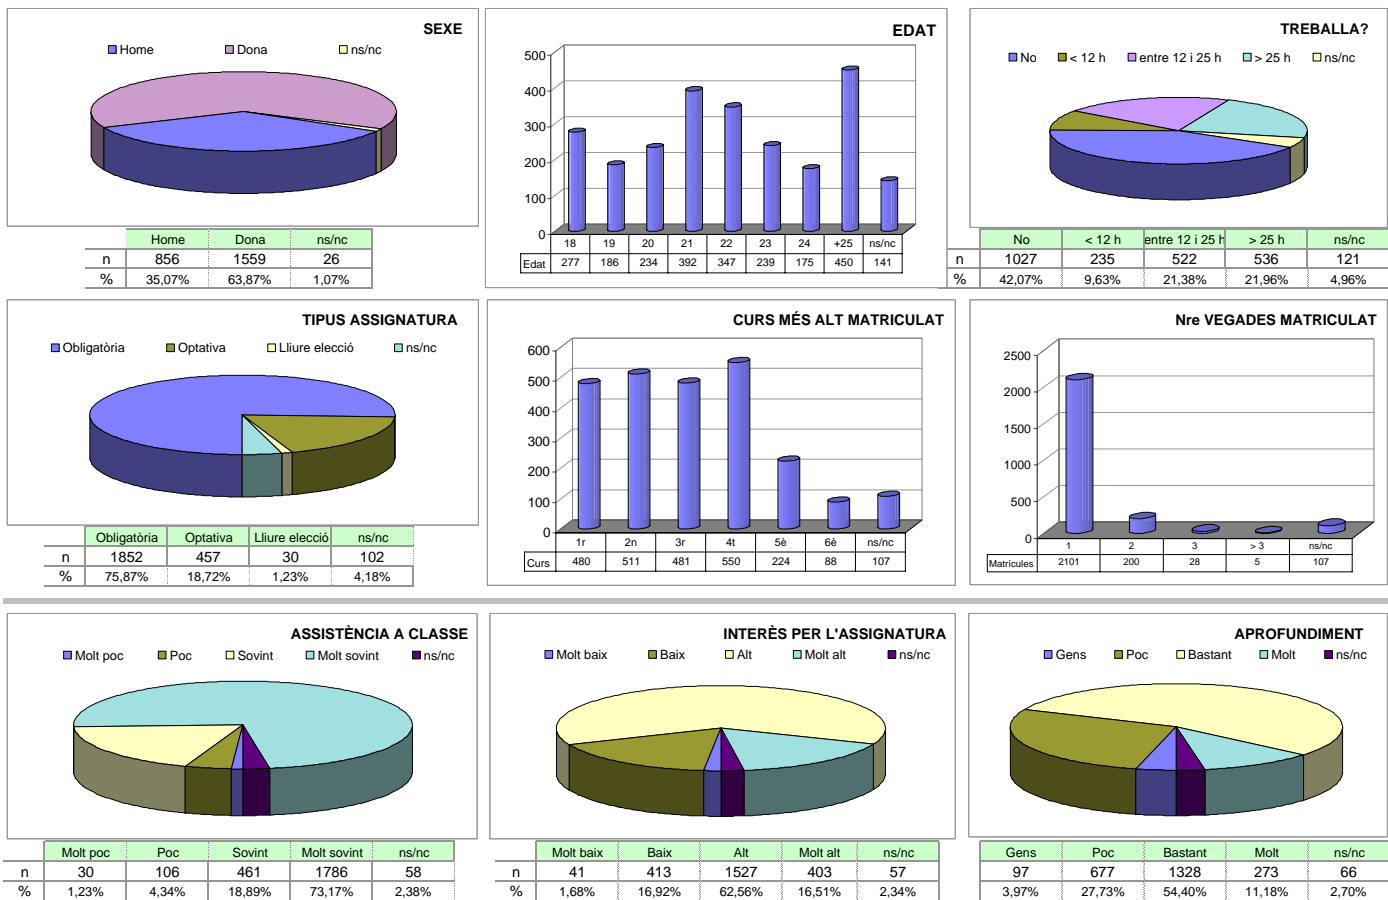 SEXE
Home Dona ns/nc
Home Dona ns/nc
n 856 1559 26
% 35,07% 63,87% 1,07%
EDAT
500
400
300
200
100
0
18 19 20 21 22 23 24 +25 ns/nc
Edat 277 186 234 392 347 239 175 450 141
TREBALLA?
No < 12 h entre 12 i 25 h > 25 h ns/nc
No < 12 h entre 12 i 25 h > 25 h ns/nc
n 1027 235 522 536 121
% 42,07% 9,63% 21,38% 21,96% 4,96%
TIPUS ASSIGNATURA
Obligatòria Optativa Lliure elecció ns/nc
Obligatòria Optativa Lliure elecció ns/nc
n 1852 457 30 102
% 75,87% 18,72% 1,23% 4,18%
CURS MÉS ALT MATRICULAT
600
500
400
300
200
100
0
1r 2n 3r 4t 5è 6è ns/nc
Curs 480 511 481 550 224 88 107
Nre VEGADES MATRICULAT
2500
2000
1500
1000
500
0
1 2 3 > 3 ns/nc
Matrícules 2101 200 28 5 107
ASSISTÈNCIA A CLASSE
Molt poc Poc Sovint Molt sovint ns/nc
Molt poc Poc Sovint Molt sovint ns/nc
n 30 106 461 1786 58
% 1,23% 4,34% 18,89% 73,17% 2,38%
INTERÈS PER L'ASSIGNATURA
Molt baix Baix Alt Molt alt ns/nc
Molt baix Baix Alt Molt alt ns/nc
n 41 413 1527 403 57
% 1,68% 16,92% 62,56% 16,51% 2,34%
APROFUNDIMENT
Gens Poc Bastant Molt ns/nc
Gens Poc Bastant Molt ns/nc
97 677 1328 273 66
3,97% 27,73% 54,40% 11,18% 2,70%